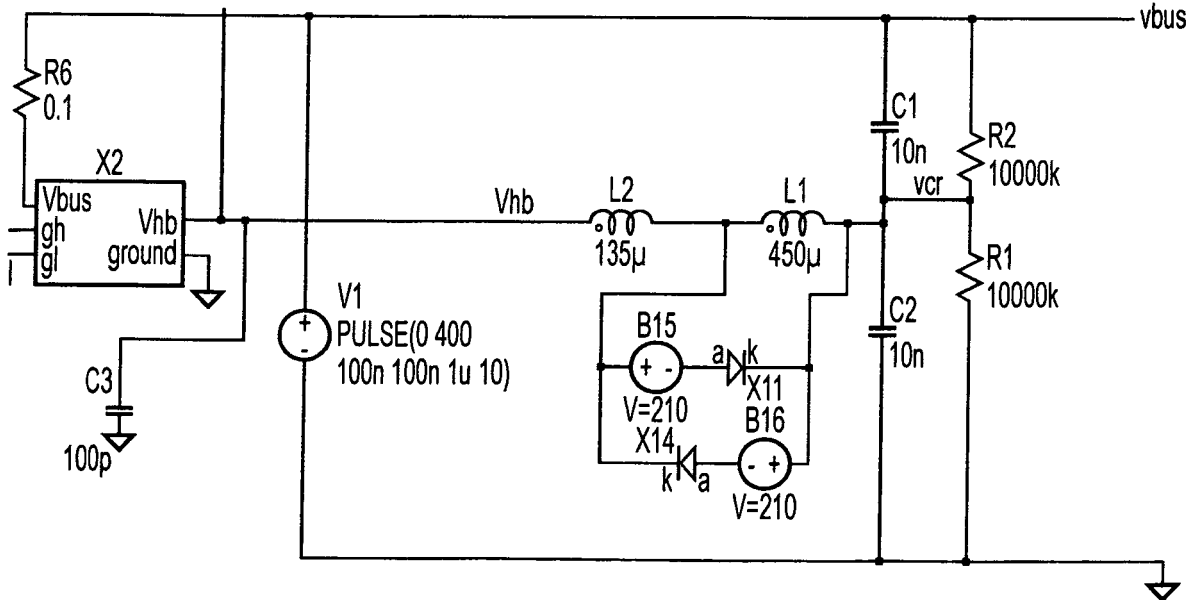 vbus
R6
0.1
X2
Vbus
gh
gl
Vhb
ground
C3
100p
V1
PULSE(0 400
100n 100n 1u 10)
+
-
Vhb
L2
135µ
L1
450µ
B15
+ -
V=210
a k
X11
X14
k a
B16
- +
V=210
C1
10n
vcr
C2
10n
R2
10000k
R1
10000k